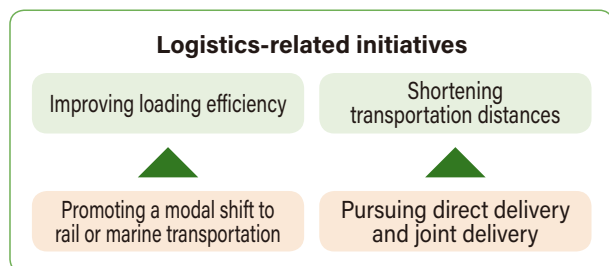 Logistics-related initiatives
Improving loading efficiency
Shortening
transportation distances
Promoting a modal shift to
rail or marine transportation
Pursuing direct delivery
and joint delivery